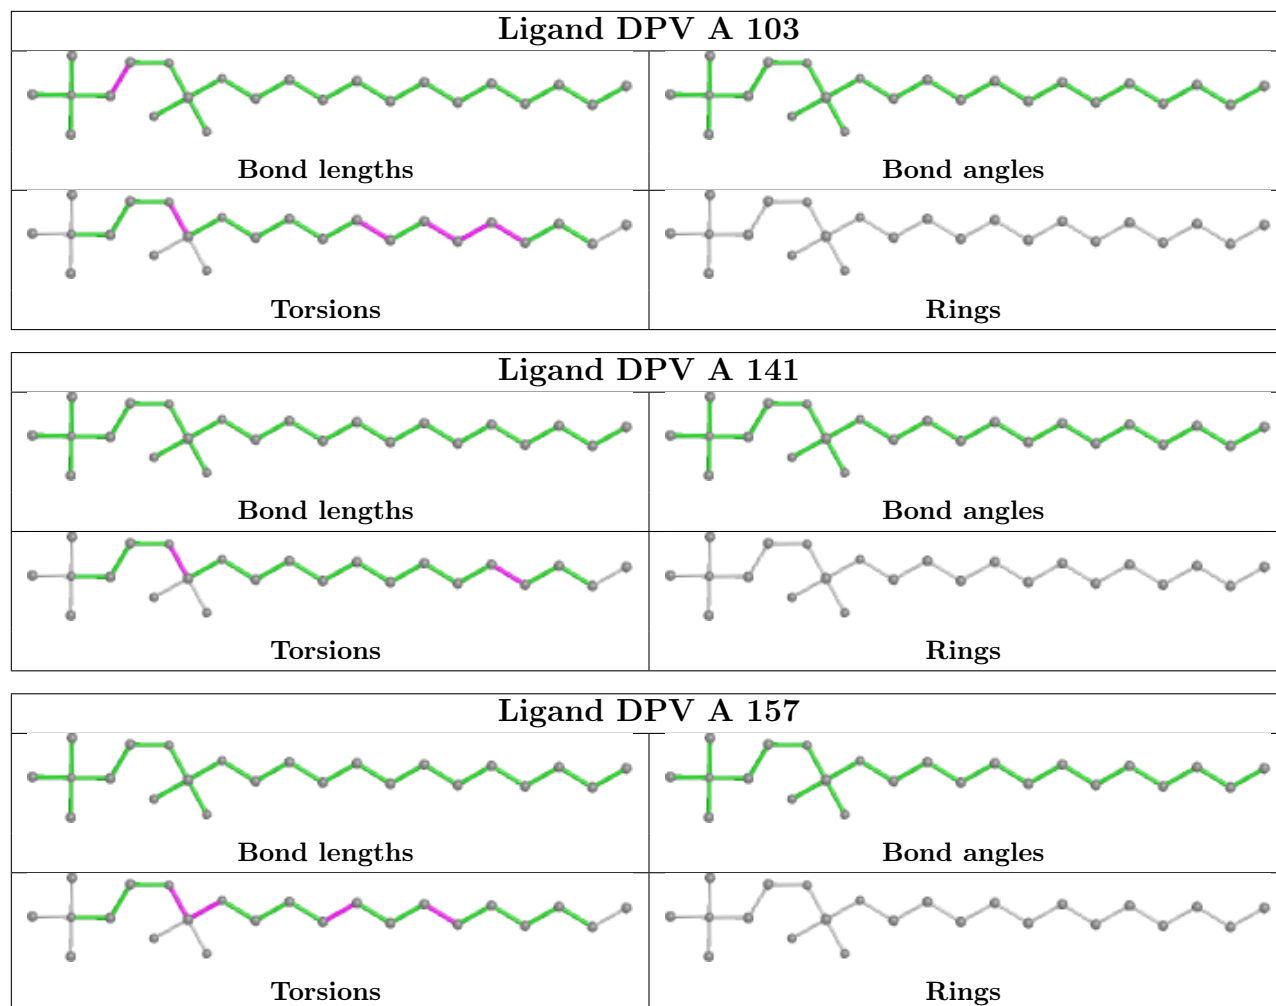 Ligand DPV A 103
Bond lengths
Bond angles
Torsions
Rings
Ligand DPV A 141
Bond lengths
Bond angles
Torsions
Rings
Ligand DPV A 157
Bond lengths
Bond angles
Torsions
Rings